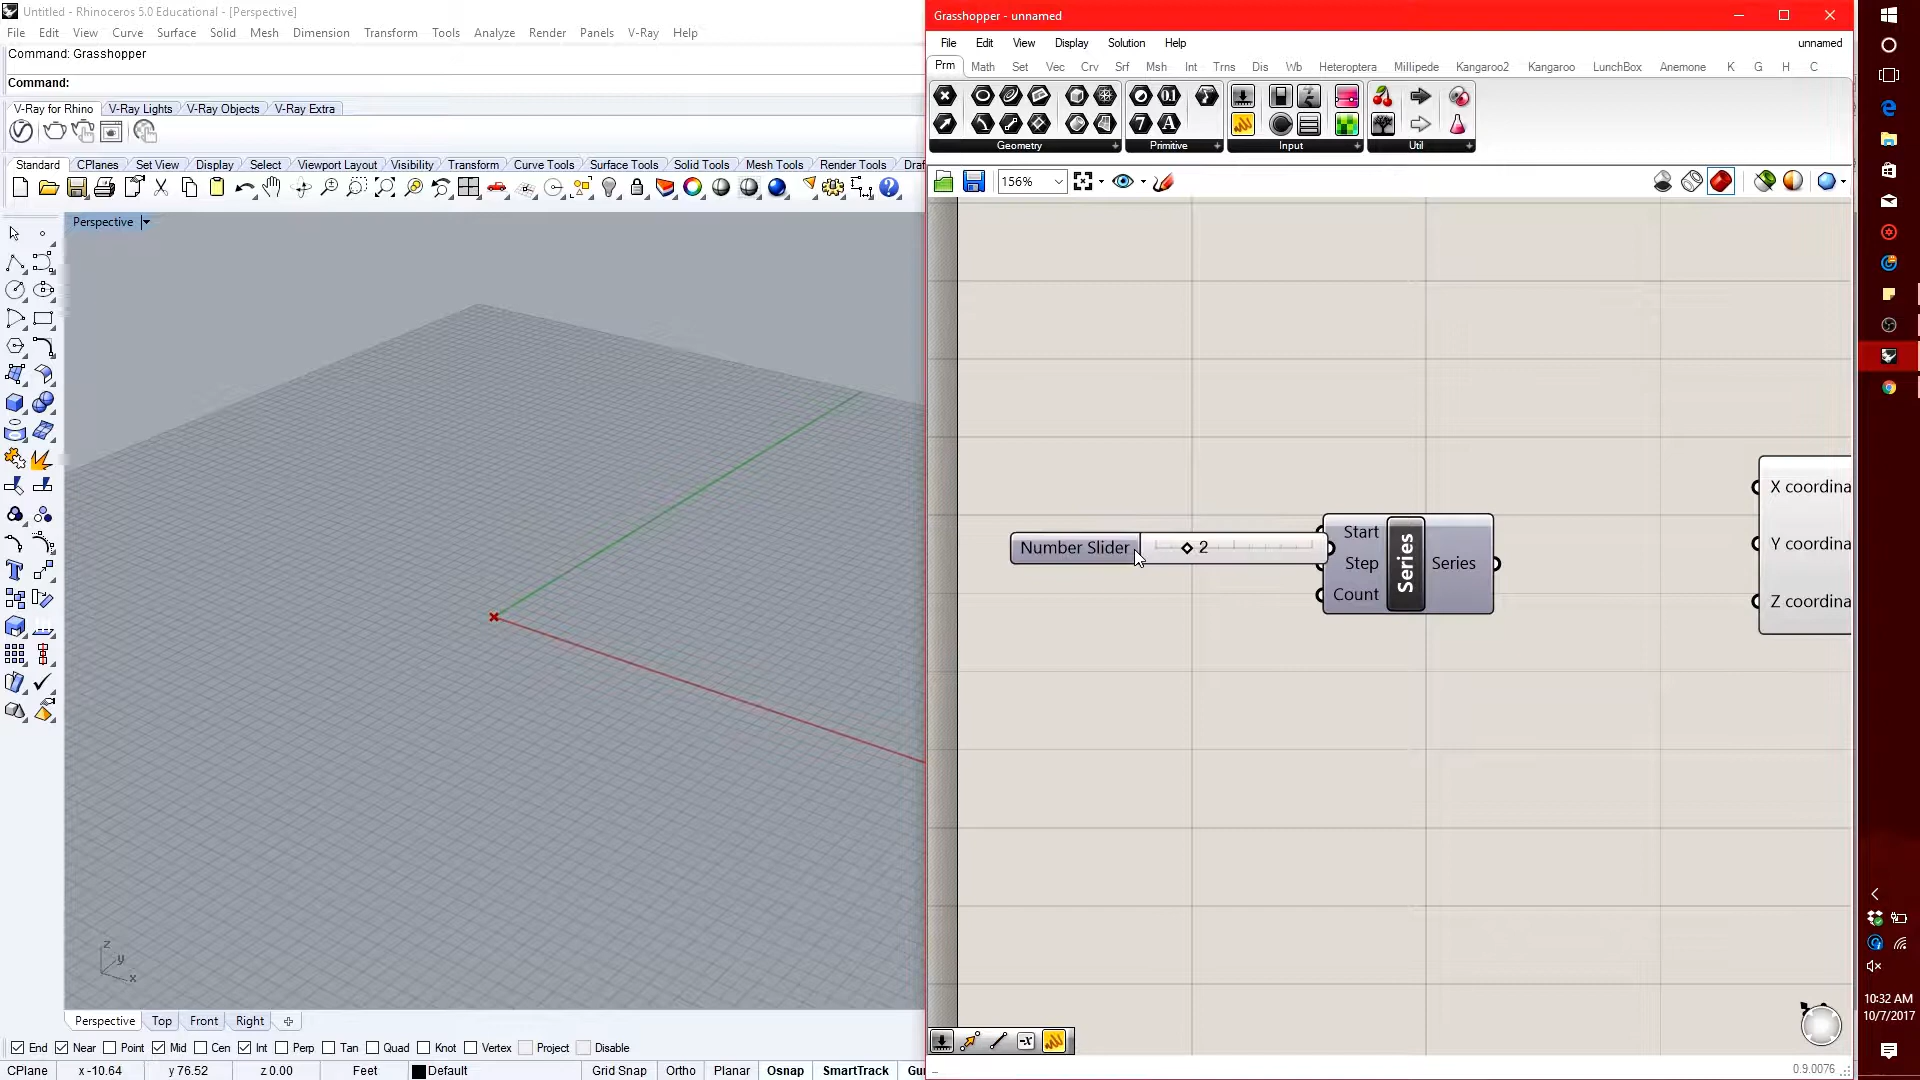 Untitled - Rhinoceros 5.0 Educational - [Perspective]
File Edit View Curve Surface Solid Mesh Dimension Transform Tools Analyze Render Panels V-Ray Help
Command: Grasshopper
Command:
V-Ray for Rhino V-Ray Lights V-Ray Objects V-Ray Extra
Standard CPlanes Set View Display Select Viewport Layout Visibility Transform Curve Tools Surface Tools Solid Tools Mesh Tools Render Tools Draf
Perspective
z
y
x
Perspective Top Front Right
End Near Point Mid Cen Int Perp Tan Quad Knot Vertex Project Disable
CPlane x -10.64 y 76.52 z 0.00 Feet Default Grid Snap Ortho Planar Osnap SmartTrack Gu
Grasshopper - unnamed
File Edit View Display Solution Help unnamed
Prm Math Set Vec Crv Srf Msh Int Trns Dis Wb Heteroptera Millipede Kangaroo2 Kangaroo LunchBox Anemone K G H C
Geometry Primitive Input Util
156%
Number Slider 2
Start
Step
Count
Series
Series
X coordina
Y coordina
Z coordina
0.9.0076
10:32 AM
10/7/2017